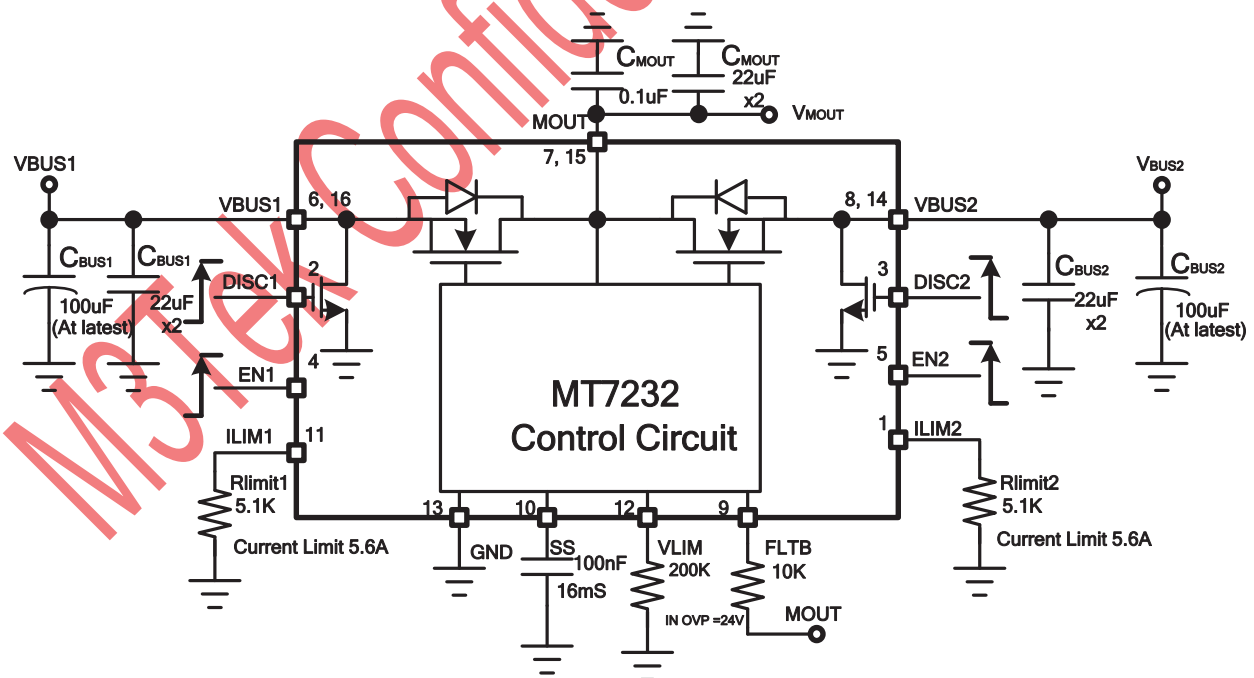 M3Tek Confide
CMOUT
0.1uF
CMOUT
22uF
x2
VMOUT
MOUT
7, 15
VBUS1
VBUS1
6, 16
8, 14
VBUS2
VBUS2
CBUS1
100uF
(At latest)
CBUS1
22uF
x2
DISC1
2
3
DISC2
CBUS2
22uF
x2
CBUS2
100uF
(At latest)
EN1
4
5
EN2
ILIM1
11
1
ILIM2
MT7232
Control Circuit
Rlimit1
5.1K
Current Limit 5.6A
Rlimit2
5.1K
Current Limit 5.6A
13
10
12
9
GND
SS
100nF
16mS
VLIM
200K
IN OVP =24V
FLTB
10K
MOUT